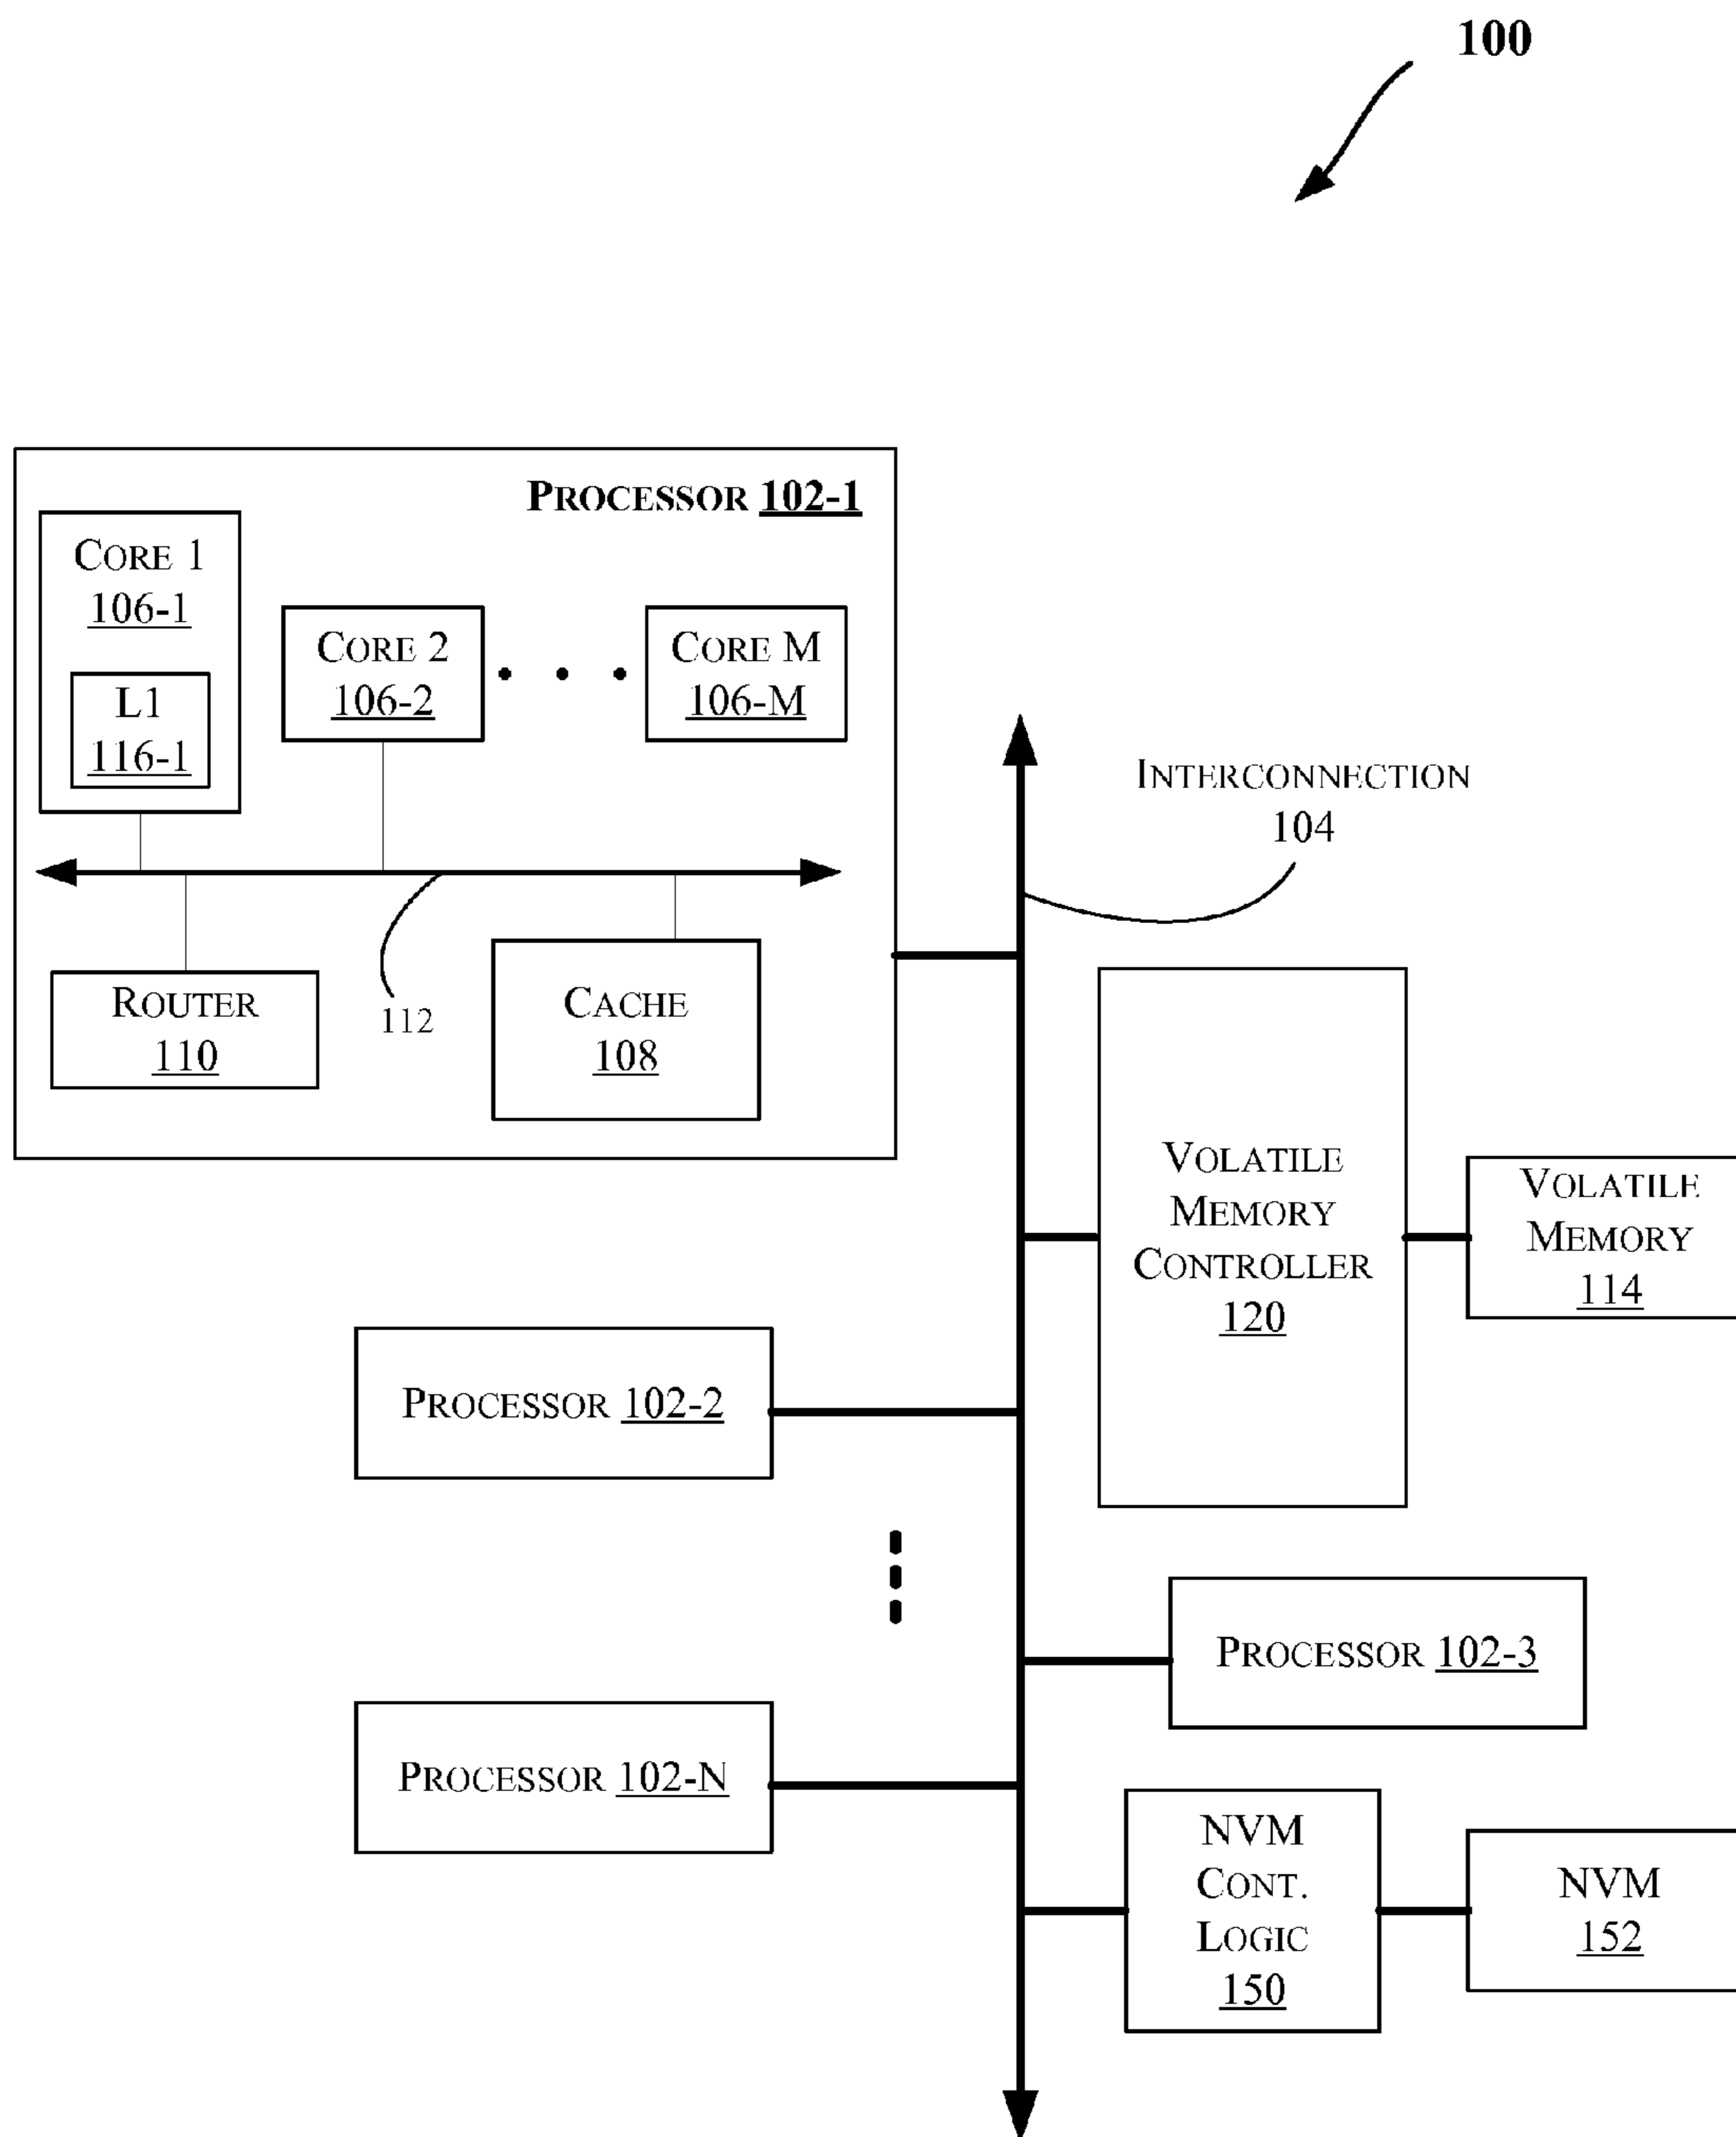 100
PROCESSOR 102-1
CORE 1
106-1
L1
116-1
CORE 2
106-2
CORE M
106-M
ROUTER
110
112
CACHE
108
INTERCONNECTION
104
VOLATILE
MEMORY
CONTROLLER
120
VOLATILE
MEMORY
114
PROCESSOR 102-2
PROCESSOR 102-3
PROCESSOR 102-N
NVM
CONT.
LOGIC
150
NVM
152